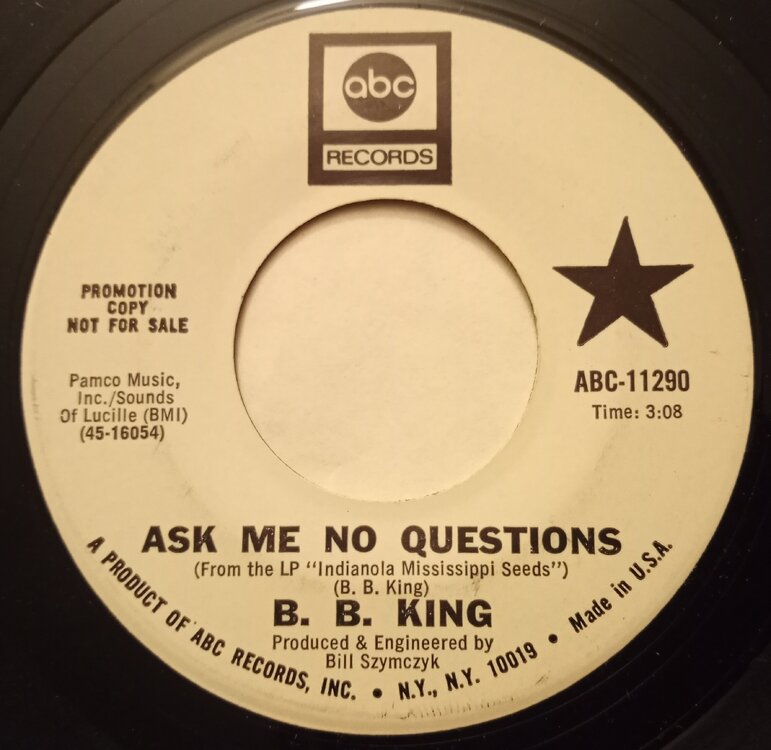 abc
RECORDS
PROMOTION
COPY
NOT FOR SALE
Pamco Music,
Inc./Sounds
Of Lucille (BMI)
(45-16054)
ABC-11290
Time: 3:08
ASK ME NO QUESTIONS
(From the LP "Indianola Mississippi Seeds")
(B. B. King)
B. B. KING
Produced & Engineered by
Bill Szymczyk
A PRODUCT OF ABC RECORDS, INC. • N.Y., N.Y. 10019 • Made in U.S.A.